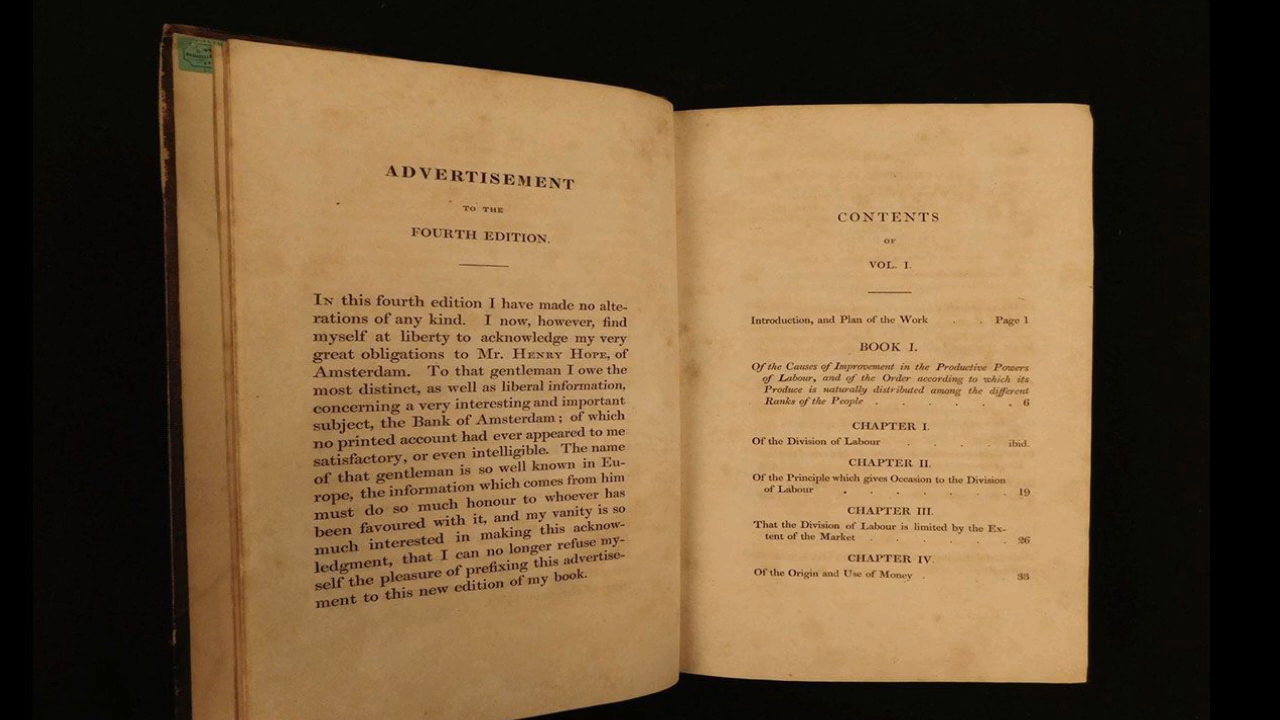 ADVERTISEMENT
TO THE
FOURTH EDITION.
In this fourth edition I have made no alte-
rations of any kind. I now, however, find
myself at liberty to acknowledge my very
great obligations to Mr. Henry Hope, of
Amsterdam. To that gentleman I owe the
most distinct, as well as liberal information,
concerning a very interesting and important
subject, the Bank of Amsterdam; of which
no printed account had ever appeared to me
satisfactory, or even intelligible. The name
of that gentleman is so well known in Eu-
rope, the information which comes from him
must do so much honour to whoever has
been favoured with it, and my vanity is so
much interested in making this acknow-
ledgment, that I can no longer refuse my-
self the pleasure of prefixing this advertise-
ment to this new edition of my book.
CONTENTS
OF
VOL. I.
Introduction, and Plan of the Work . . Page 1
BOOK I.
Of the Causes of Improvement in the Productive Powers
of Labour, and of the Order according to which its
Produce is naturally distributed among the different
Ranks of the People . . . . . . 6
CHAPTER I.
Of the Division of Labour . . . . ibid.
CHAPTER II.
Of the Principle which gives Occasion to the Division
of Labour . . . . . . . 19
CHAPTER III.
That the Division of Labour is limited by the Ex-
tent of the Market . . . . . . 26
CHAPTER IV.
Of the Origin and Use of Money . 33